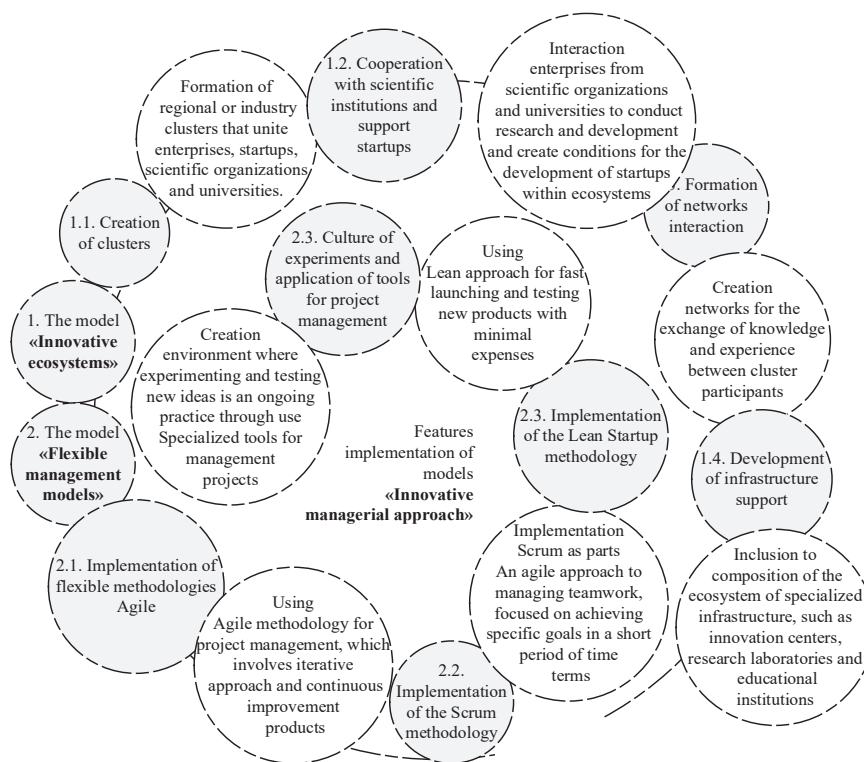 1.2. Cooperation
with scientific
institutions and
support
startups
Interaction
enterprises from
scientific organizations
and universities to conduct
research and development
and create conditions for the
development of startups
within ecosystems
Formation of
regional or industry
clusters that unite
enterprises, startups,
scientific organizations
and universities.
. Formation
of networks
interaction
1.1. Creation
of clusters
2.3. Culture of
experiments and
application of tools
for project
management
Using
Lean approach for fast
launching and testing
new products with
minimal
expenses
Creation
networks for the
exchange of knowledge
and experience
between cluster
participants
1. The model
«Innovative
ecosystems»
Creation
environment where
experimenting and testing
new ideas is an ongoing
practice through use
Specialized tools for
management
projects
2. The model
«Flexible
management
models»
Features
implementation of
models
«Innovative
managerial approach»
2.3. Implementation
of the Lean Startup
methodology
1.4. Development
of infrastructure
support
2.1. Implementation of
flexible methodologies
Agile
Using
Agile methodology for
project management, which
involves iterative
approach and continuous
improvement
products
2.2.
Implementation
of the Scrum
methodology
Implementation
Scrum as parts
An agile approach to
managing teamwork,
focused on achieving
specific goals in a short
period of time
terms
Inclusion to
composition of the
ecosystem of specialized
infrastructure, such as
innovation centers,
research laboratories and
educational
institutions